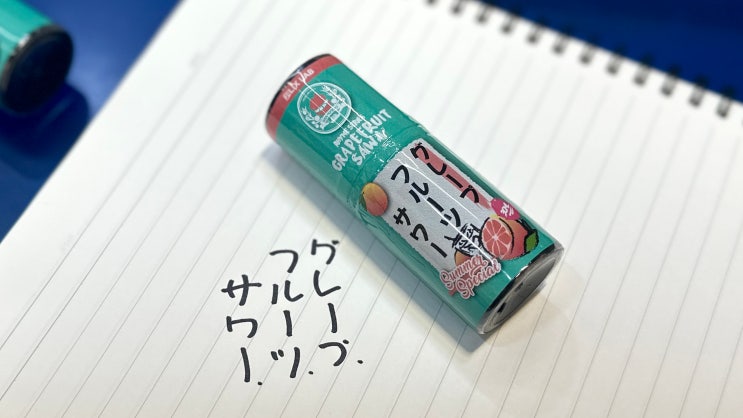 GRAPEFRUIT
SAWAY
グレープ
フルーツ
サワー
Summer
Special
グレープ.
フルーツ.
サワー.